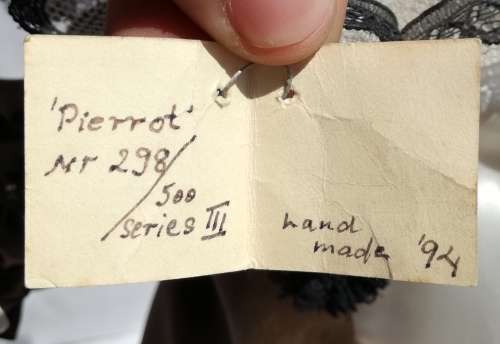 'Pierrot'
Nr 298/500
series III
hand
made '94